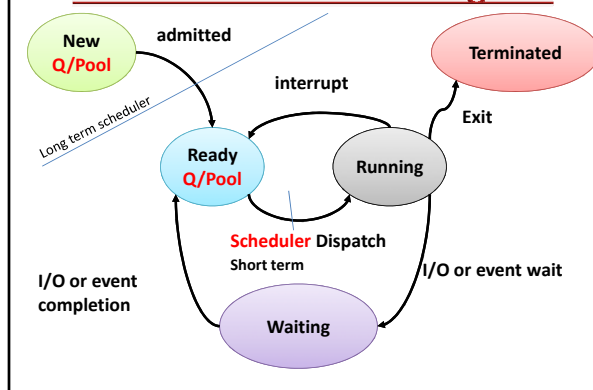 New
Q/Pool
admitted
Terminated
interrupt
Exit
Long term scheduler
Ready
Q/Pool
Running
Scheduler Dispatch
Short term
I/O or event wait
I/O or event
completion
Waiting